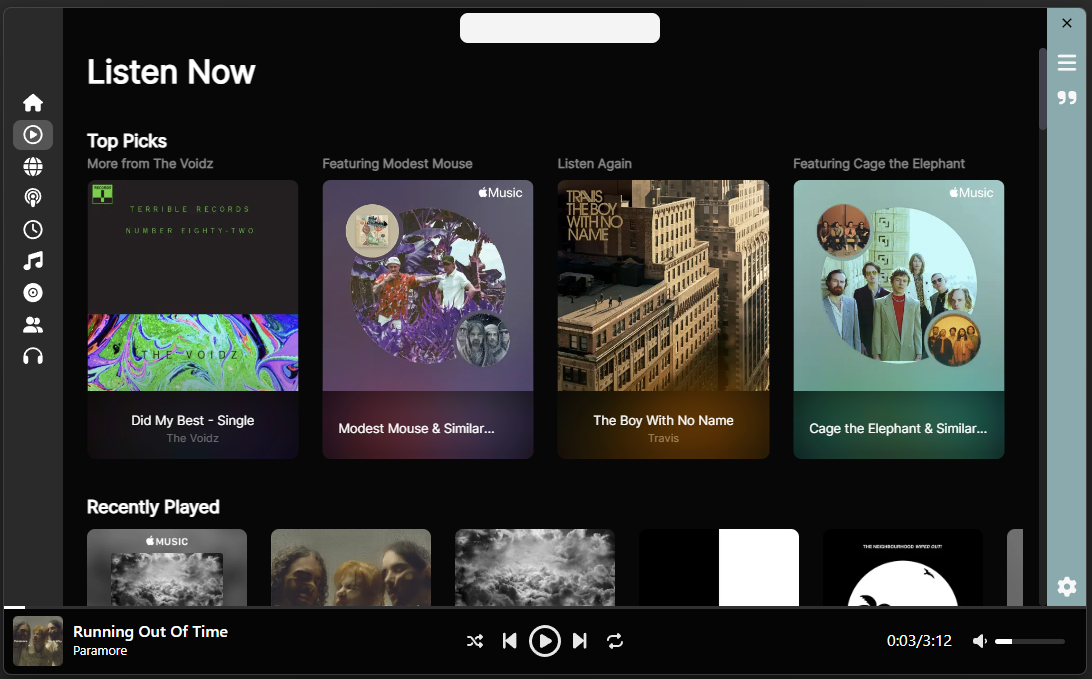 Listen Now
Top Picks
More from The Voidz
Featuring Modest Mouse
Listen Again
Featuring Cage the Elephant
RECORDS
TERRIBLE RECORDS
NUMBER EIGHTY-TWO
THE VOIDZ
Music
TRAVIS
THE BOY
WITH NO
NAME
Music
Did My Best - Single
The Voidz
Modest Mouse & Similar...
The Boy With No Name
Travis
Cage the Elephant & Similar...
Recently Played
MUSIC
THE NEIGHBOURHOOD WIPED OUT!
Running Out Of Time
Paramore
0:03/3:12